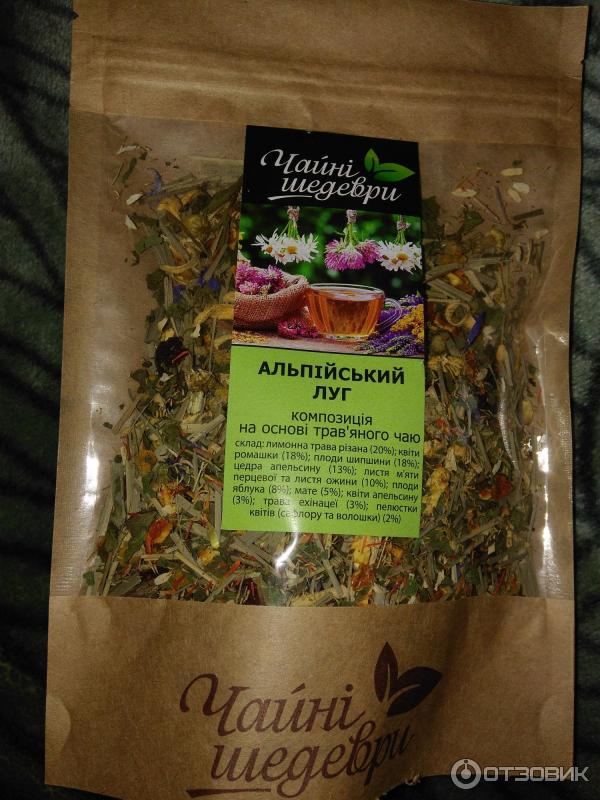 Чайні
шедеври
АЛЬПІЙСЬКИЙ
ЛУГ
композиція
на основі трав'яного чаю
склад: лимонна трава різана (20%); квіти
ромашки (18%); плоди шипшини (18%);
цедра апельсину (13%); листя м'яти
перцевої та листя ожини (10%); плоди
яблука (8%); мате (5%); квіти апельсину
(3%); трава ехінацеї (3%); пелюстки
квітів (сафлору та волошки) (2%)
Чайні
шедеври
ОТЗОВИК